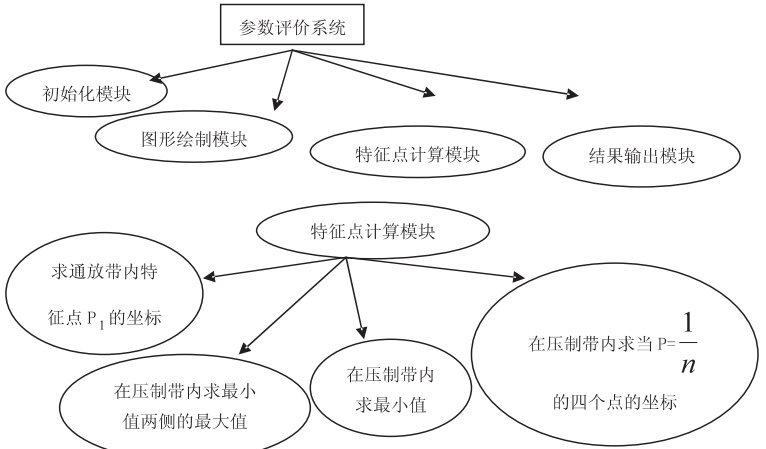 参数评价系统
初始化模块
图形绘制模块
特征点计算模块
结果输出模块
特征点计算模块
求通放带内特
征点 P1 的坐标
在压制带内求最小
值两侧的最大值
在压制带内
求最小值
在压制带内求当 P=1/n
的四个点的坐标